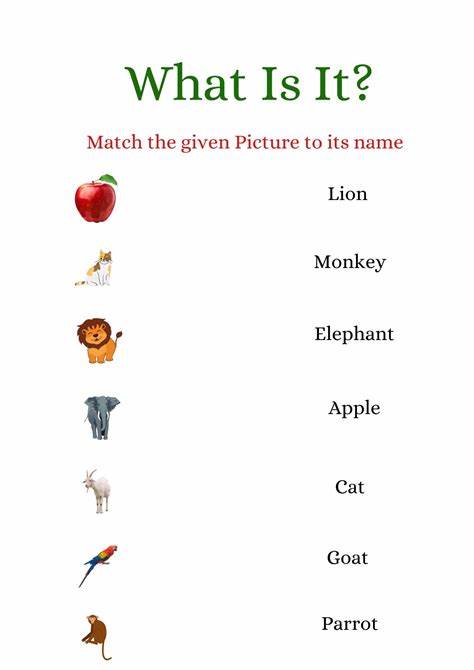 What Is It?
Match the given Picture to its name
Lion
Monkey
Elephant
Apple
Cat
Goat
Parrot